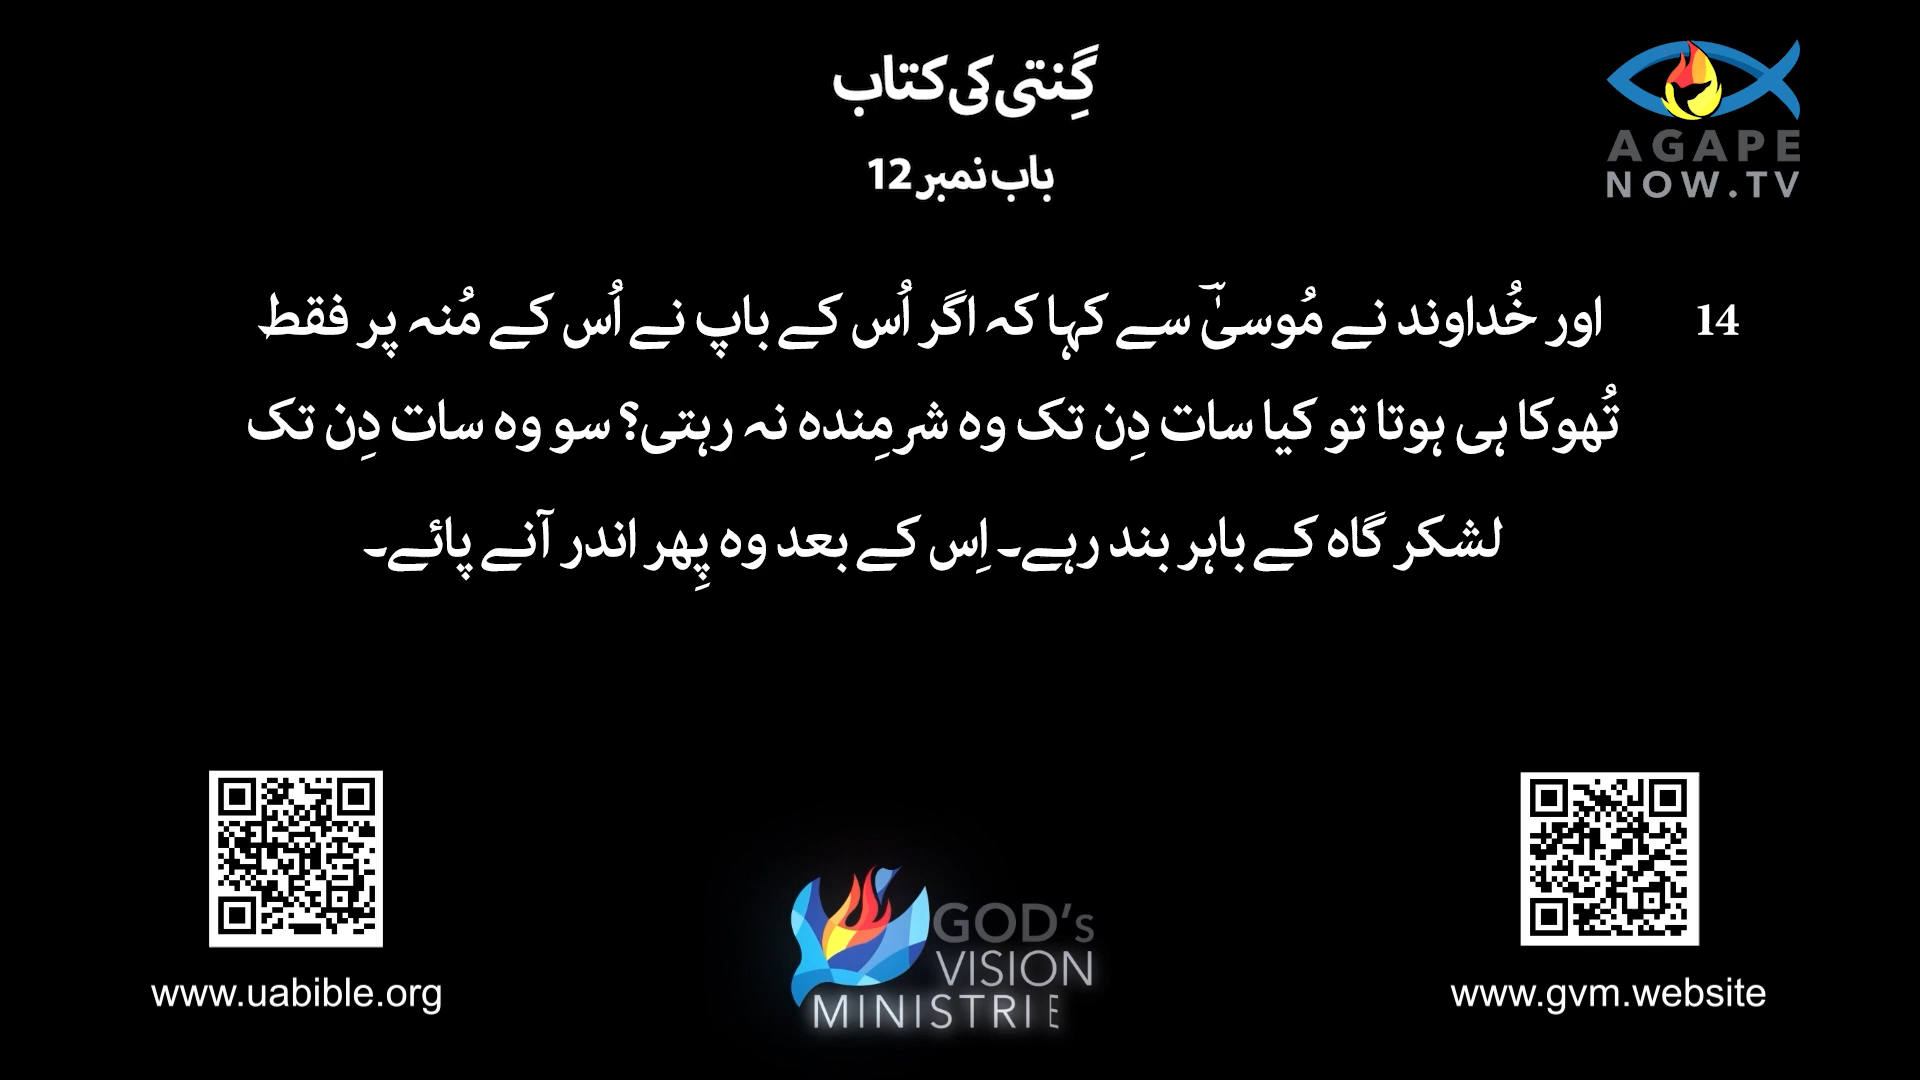 گِنتی کی کتاب
باب نمبر 12
AGAPE
NOW.TV
14 اور خُداوند نے مُوسیٰؔ سے کہا کہ اگر اُس کے باپ نے اُس کے مُنہ پر فقط
تُھوکا ہی ہوتا تو کیا سات دِن تک وہ شرمِندہ نہ رہتی؟ سو وہ سات دِن تک
لشکر گاہ کے باہر بند رہے۔ اِس کے بعد وہ پِھر اندر آنے پائے۔
GOD's
VISION
MINISTRIE
www.uabible.org
www.gvm.website